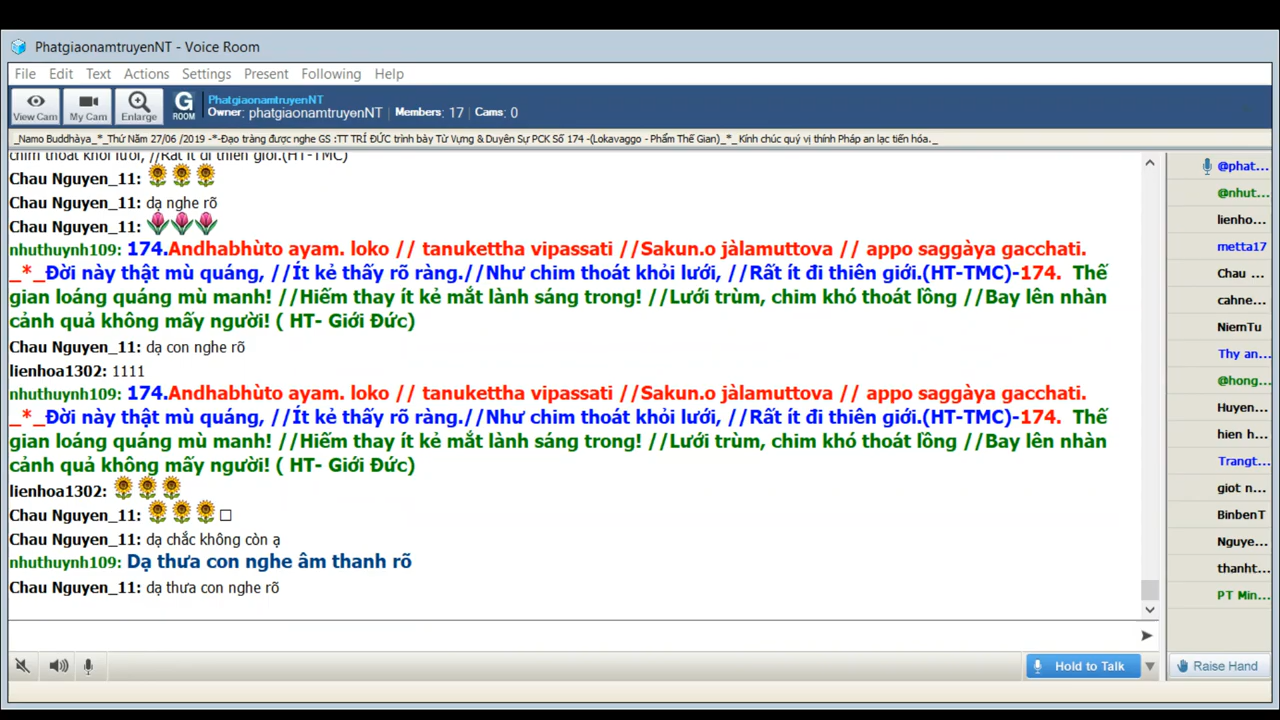 PhatgiaonamtruyenNT - Voice Room
File Edit Text Actions Settings Present Following Help
View Cam My Cam Enlarge G ROOM
PhatgiaonamtruyenNT
Owner: phatgiaonamtruyenNT Members: 17 Cams: 0
_Namo Buddhàya_*_Thứ Năm 27/06 /2019 -*-Đạo tràng được nghe GS :TT TRÍ ĐỨC trình bày Từ Vựng & Duyên Sự PCK Số 174 -(Lokavaggo - Phẩm Thế Gian)_*_ Kính chúc quý vị thính Pháp an lạc tiến hóa._
chim thoát khỏi lưới, //Rất ít đi thiên giới.(HT-TMC)
Chau Nguyen_11:
Chau Nguyen_11: dạ nghe rõ
Chau Nguyen_11:
nhuthuynh109: 174.Andhabhùto ayam. loko // tanukettha vipassati //Sakun.o jàlamuttova // appo saggàya gacchati.
_*_Đời này thật mù quáng, //Ít kẻ thấy rõ ràng.//Như chim thoát khỏi lưới, //Rất ít đi thiên giới.(HT-TMC)-174. Thế
gian loáng quáng mù manh! //Hiếm thay ít kẻ mắt lành sáng trong! //Lưới trùm, chim khó thoát lồng //Bay lên nhàn
cảnh quả không mấy người! ( HT- Giới Đức)
Chau Nguyen_11: dạ con nghe rõ
lienhoa1302: 1111
nhuthuynh109: 174.Andhabhùto ayam. loko // tanukettha vipassati //Sakun.o jàlamuttova // appo saggàya gacchati.
_*_Đời này thật mù quáng, //Ít kẻ thấy rõ ràng.//Như chim thoát khỏi lưới, //Rất ít đi thiên giới.(HT-TMC)-174. Thế
gian loáng quáng mù manh! //Hiếm thay ít kẻ mắt lành sáng trong! //Lưới trùm, chim khó thoát lồng //Bay lên nhàn
cảnh quả không mấy người! ( HT- Giới Đức)
lienhoa1302:
Chau Nguyen_11:
Chau Nguyen_11: dạ chắc không còn ạ
nhuthuynh109: Dạ thưa con nghe âm thanh rõ
Chau Nguyen_11: dạ thưa con nghe rõ
@phat...
@nhut...
lienho...
metta17
Chau ...
cahne...
NiemTu
Thy an...
@hong...
Huyen...
hien h...
Trangt...
giot n...
BinbenT
Nguye...
thanht...
PT Min...
Hold to Talk
Raise Hand